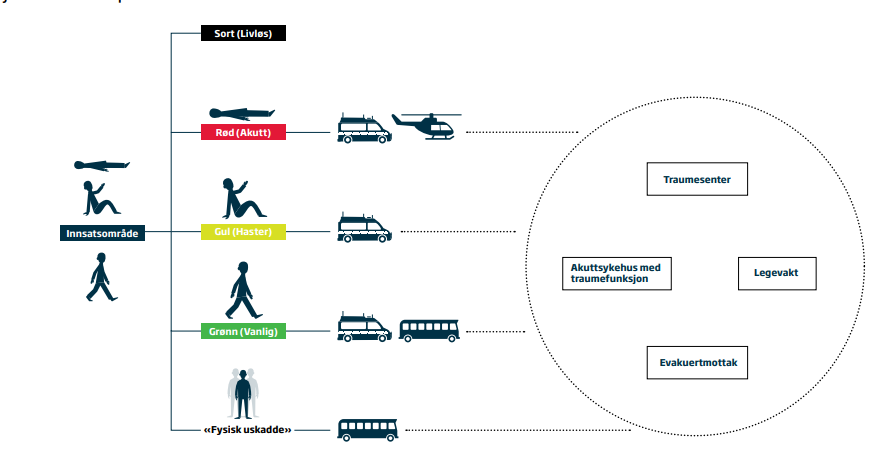 Sort (Livløs)
Rød (Akutt)
Traumesenter
Innsatsområde
Gul (Haster)
Akuttsykehus med
traumefunksjon
Legevakt
Grønn (Vanlig)
Evakuertmottak
«Fysisk uskadde»